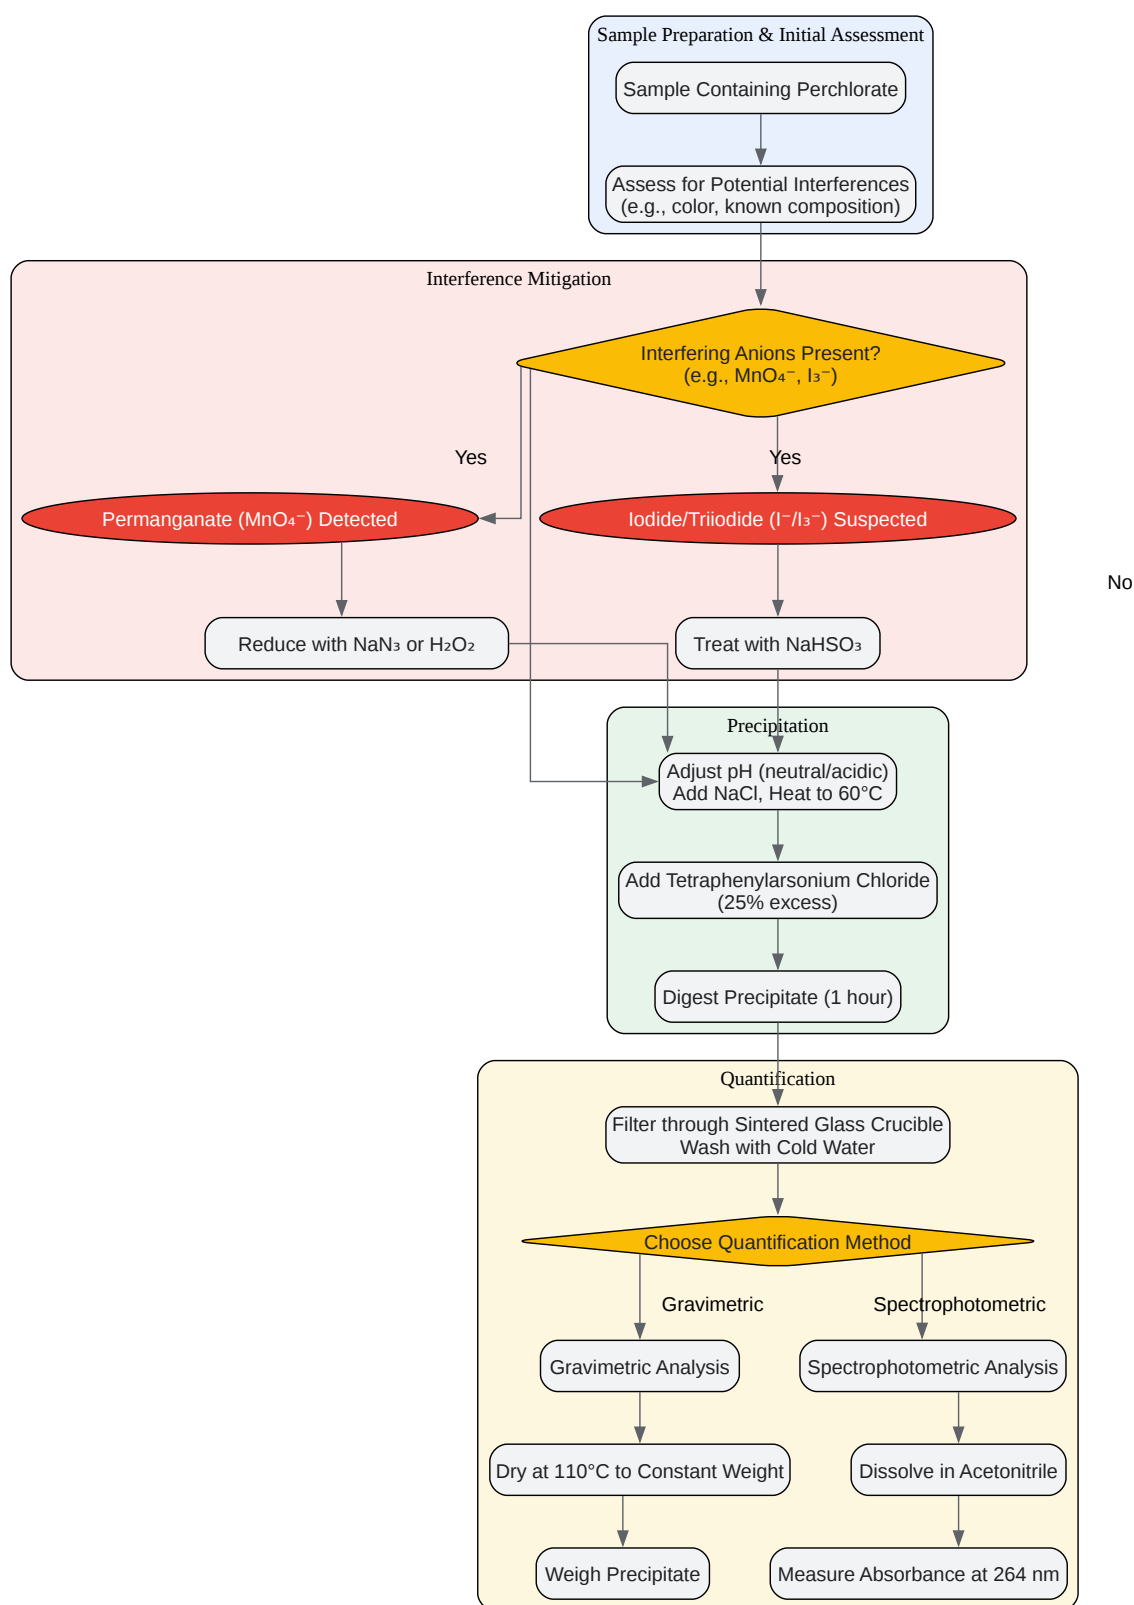 Sample Preparation & Initial Assessment
Sample Containing Perchlorate
Assess for Potential Interferences
(e.g., color, known composition)
Interference Mitigation
Interfering Anions Present?
(e.g., MnO₄⁻, I₃⁻)
Yes
Yes
Permanganate (MnO₄⁻) Detected
Iodide/Triiodide (I⁻/I₃⁻) Suspected
No
Reduce with NaN₃ or H₂O₂
Treat with NaHSO₃
Precipitation
Adjust pH (neutral/acidic)
Add NaCl, Heat to 60°C
Add Tetraphenylarsonium Chloride
(25% excess)
Digest Precipitate (1 hour)
Quantification
Filter through Sintered Glass Crucible
Wash with Cold Water
Choose Quantification Method
Gravimetric
Spectrophotometric
Gravimetric Analysis
Spectrophotometric Analysis
Dry at 110°C to Constant Weight
Dissolve in Acetonitrile
Weigh Precipitate
Measure Absorbance at 264 nm